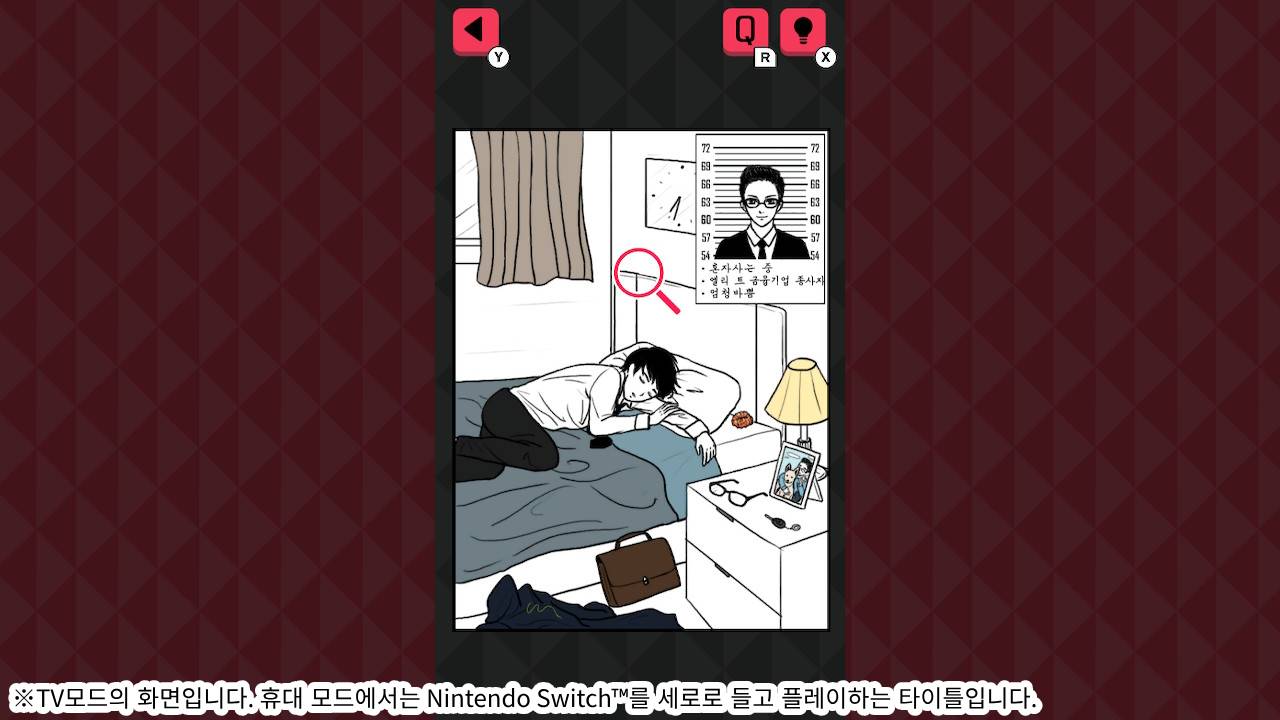 Q
Y
R
X
72 72
69 69
66 66
63 63
60 60
57 57
54 54
· 혼자사는 중
· 엘리트 금융기업 종사자
· 엄청바쁨
※TV모드의 화면입니다. 휴대 모드에서는 Nintendo Switch™를 세로로 들고 플레이하는 타이틀입니다.